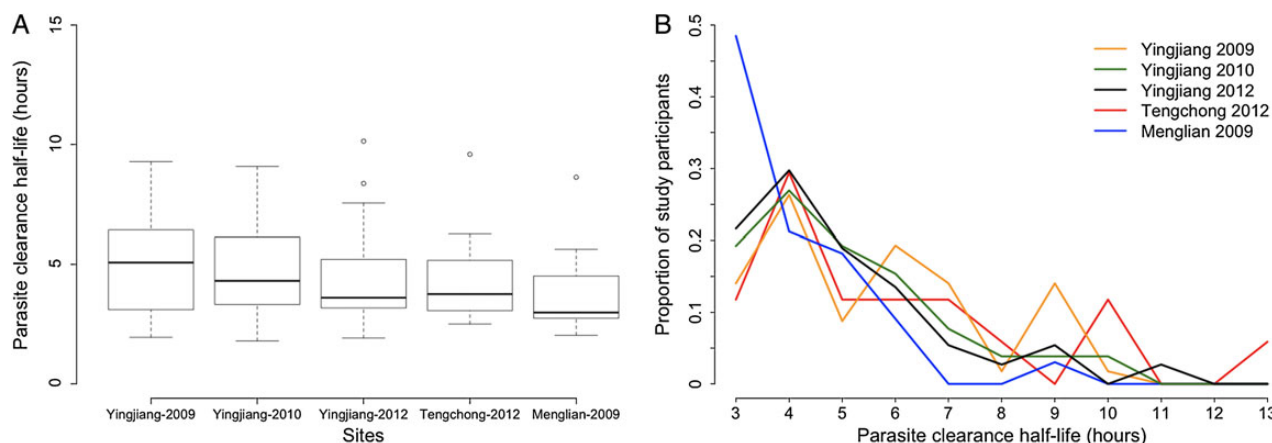 A
Parasite clearance half-life (hours)
15
10
5
0
Yingjiang-2009 Yingjiang-2010 Yingjiang-2012 Tengchong-2012 Menglian-2009
Sites
B
Proportion of study participants
0.5
0.4
0.3
0.2
0.1
0
Yingjiang 2009
Yingjiang 2010
Yingjiang 2012
Tengchong 2012
Menglian 2009
3 4 5 6 7 8 9 10 11 12 13
Parasite clearance half-life (hours)